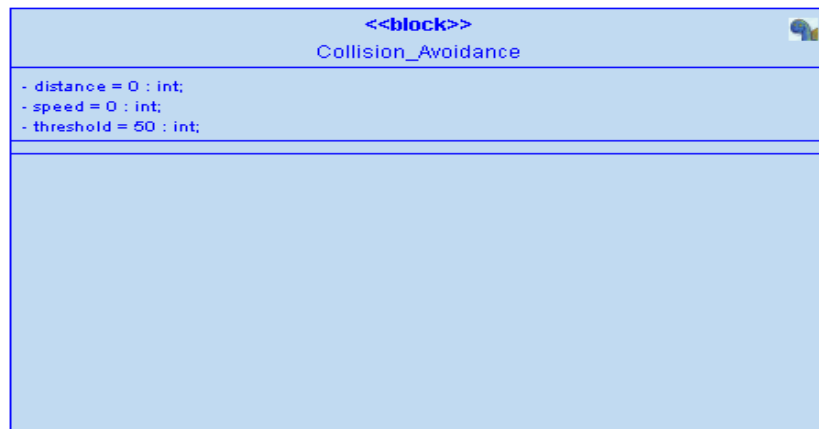 <<block>>
Collision_Avoidance
- distance = 0 : int;
- speed = 0 : int;
- threshold = 50 : int;